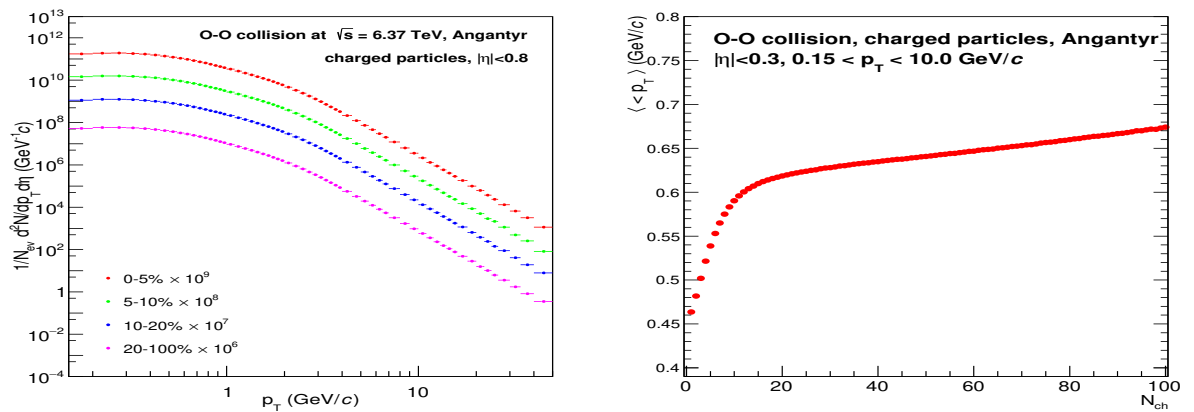 O-O collision at √s = 6.37 TeV, Angantyr
charged particles, |η|<0.8
1/N_ev d²N/dp_T dη (GeV⁻¹c)
10¹³
10¹²
10¹⁰
10⁸
10⁶
10⁴
10²
1
10⁻²
10⁻⁴
0-5% × 10⁹
5-10% × 10⁸
10-20% × 10⁷
20-100% × 10⁶
1
10
p_T (GeV/c)
O-O collision, charged particles, Angantyr
|η|<0.3, 0.15 < p_T < 10.0 GeV/c
⟨ < p_T ⟩ (GeV/c)
0.8
0.75
0.7
0.65
0.6
0.55
0.5
0.45
0.4
0
20
40
60
80
100
N_ch